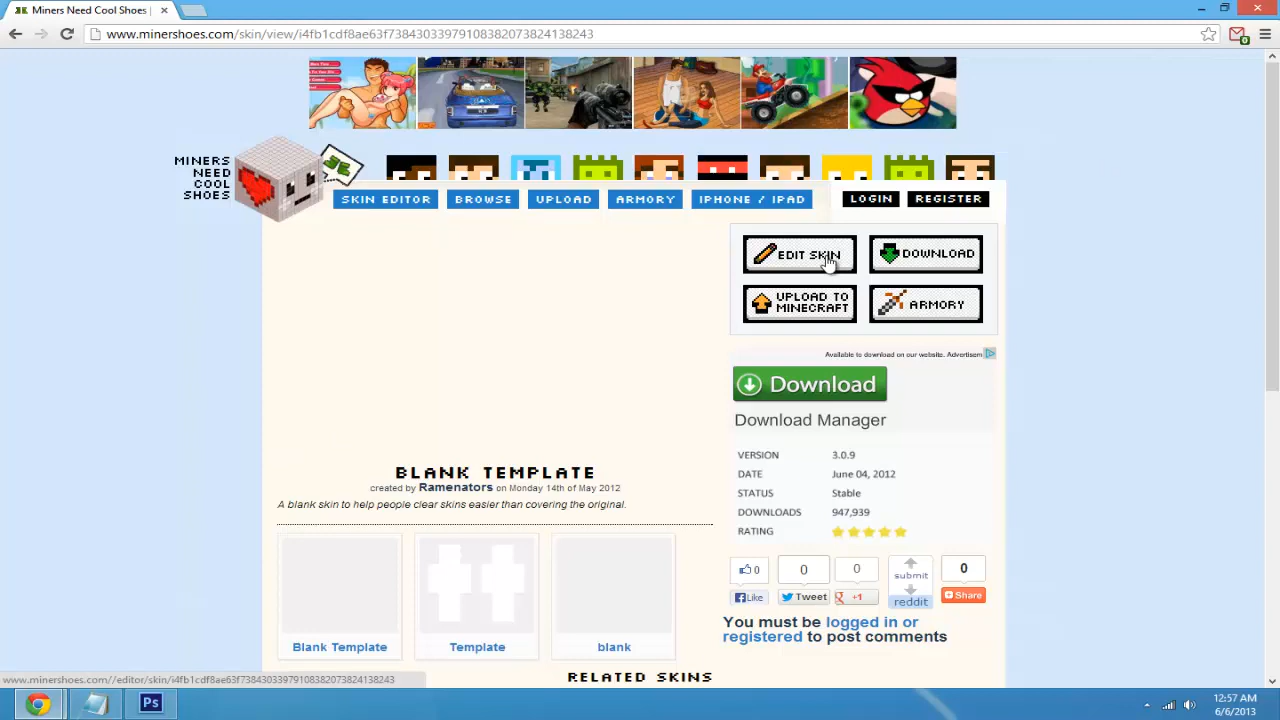 Miners Need Cool Shoes |
www.minershoes.com/skin/view/i4fb1cdf8ae63f738430339791083820738241​38243
MINERS
NEED
COOL
SHOES
SKIN EDITOR
BROWSE
UPLOAD
ARMORY
IPHONE / IPAD
LOGIN
REGISTER
EDIT SKIN
DOWNLOAD
UPLOAD TO
MINECRAFT
ARMORY
Available to download on our website. Advertisem
Download
Download Manager
VERSION 3.0.9
DATE June 04, 2012
STATUS Stable
DOWNLOADS 947,939
RATING
BLANK TEMPLATE
created by Ramenators on Monday 14th of May 2012
A blank skin to help people clear skins easier than covering the original.
0 0 0 submit 0
Like Tweet +1 reddit Share
You must be logged in or
registered to post comments
Blank Template
Template
blank
RELATED SKINS
www.minershoes.com//editor/skin/i4fb1cdf8ae63f73843033979108382073824138243
Ps
12:57 AM
6/6/2013